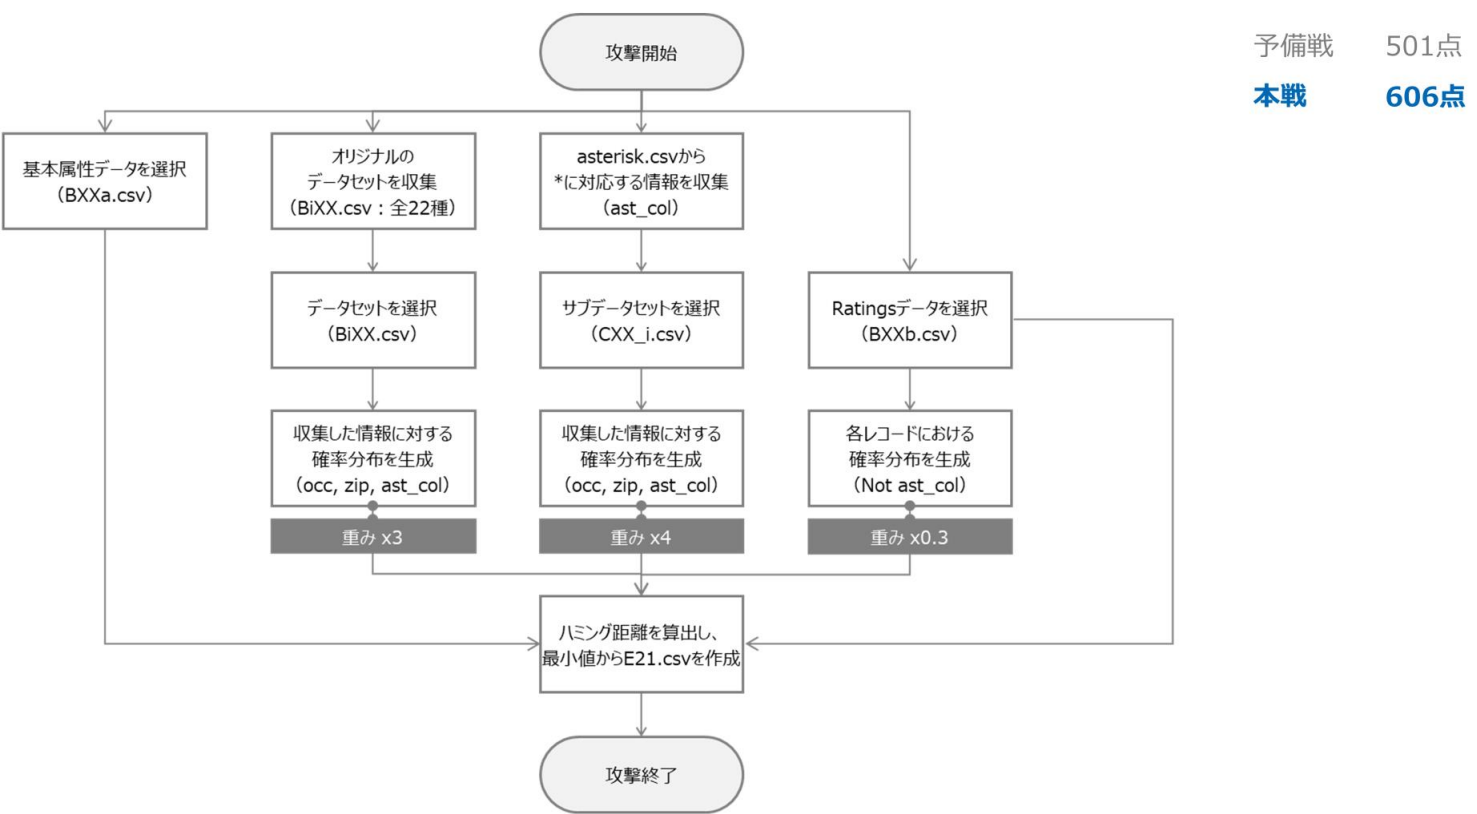 攻撃開始
予備戦 501点
本戦 606点
基本属性データを選択
(BXXa.csv)
オリジナルの
データセットを収集
(BiXX.csv:全22種)
asterisk.csvから
*に対応する情報を収集
(ast_col)
データセットを選択
(BiXX.csv)
サブデータセットを選択
(CXX_i.csv)
Ratingsデータを選択
(BXXb.csv)
収集した情報に対する
確率分布を生成
(occ, zip, ast_col)
重み x3
収集した情報に対する
確率分布を生成
(occ, zip, ast_col)
重み x4
各レコードにおける
確率分布を生成
(Not ast_col)
重み x0.3
ハミング距離を算出し、
最小値からE21.csvを作成
攻撃終了